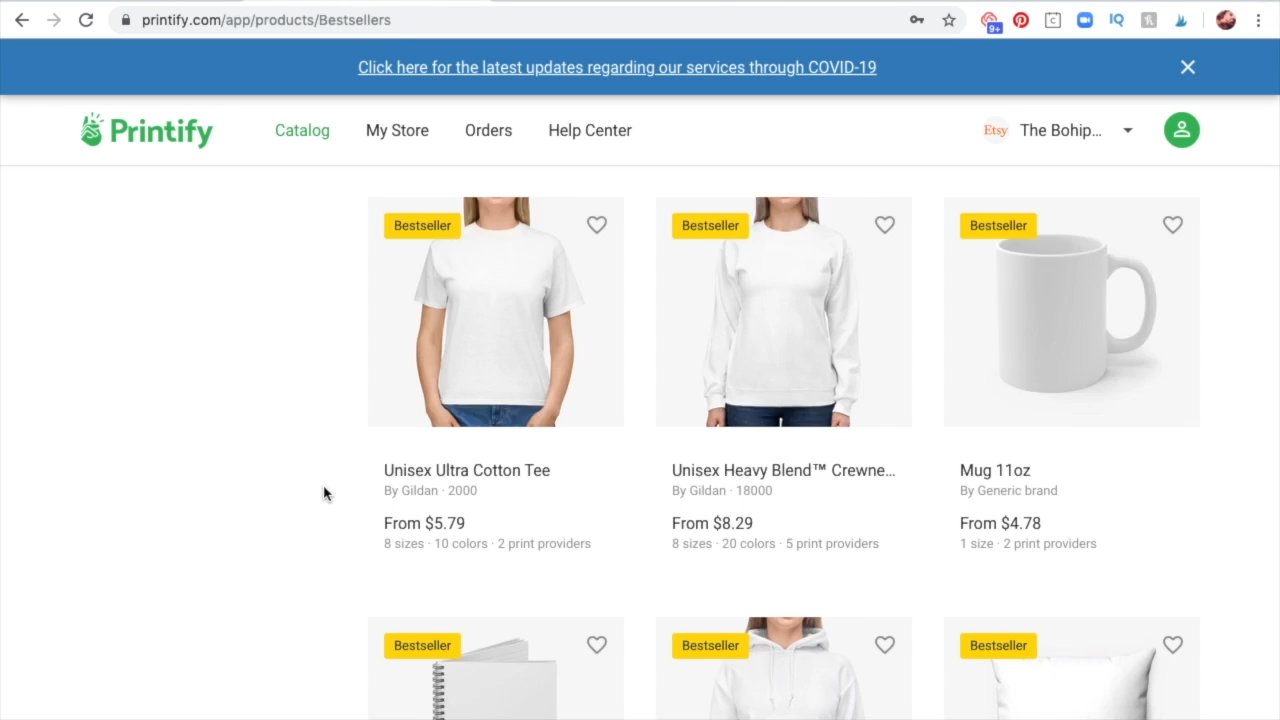 printify.com/app/products/Bestsellers
9+
Click here for the latest updates regarding our services through COVID-19
Printify
Catalog
My Store
Orders
Help Center
Etsy
The Bohip...
Bestseller
Bestseller
Bestseller
Unisex Ultra Cotton Tee
By Gildan · 2000
From $5.79
8 sizes · 10 colors · 2 print providers
Unisex Heavy Blend™ Crewne...
By Gildan · 18000
From $8.29
8 sizes · 20 colors · 5 print providers
Mug 11oz
By Generic brand
From $4.78
1 size · 2 print providers
Bestseller
Bestseller
Bestseller